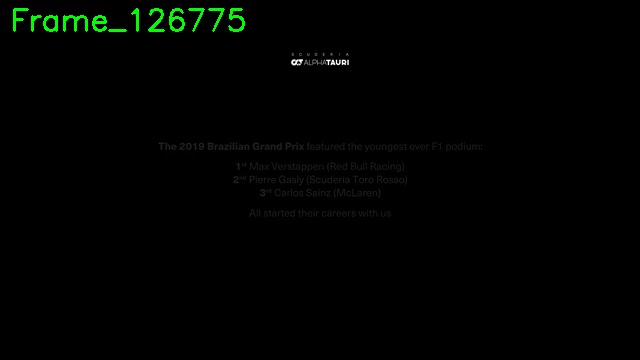 Frame_126775
SCUDERIA
ALPHATAURI
The 2019 Brazilian Grand Prix featured the youngest ever F1 podium:
1st Max Verstappen (Red Bull Racing)
2nd Pierre Gasly (Scuderia Toro Rosso)
3rd Carlos Sainz (McLaren)
All started their careers with us